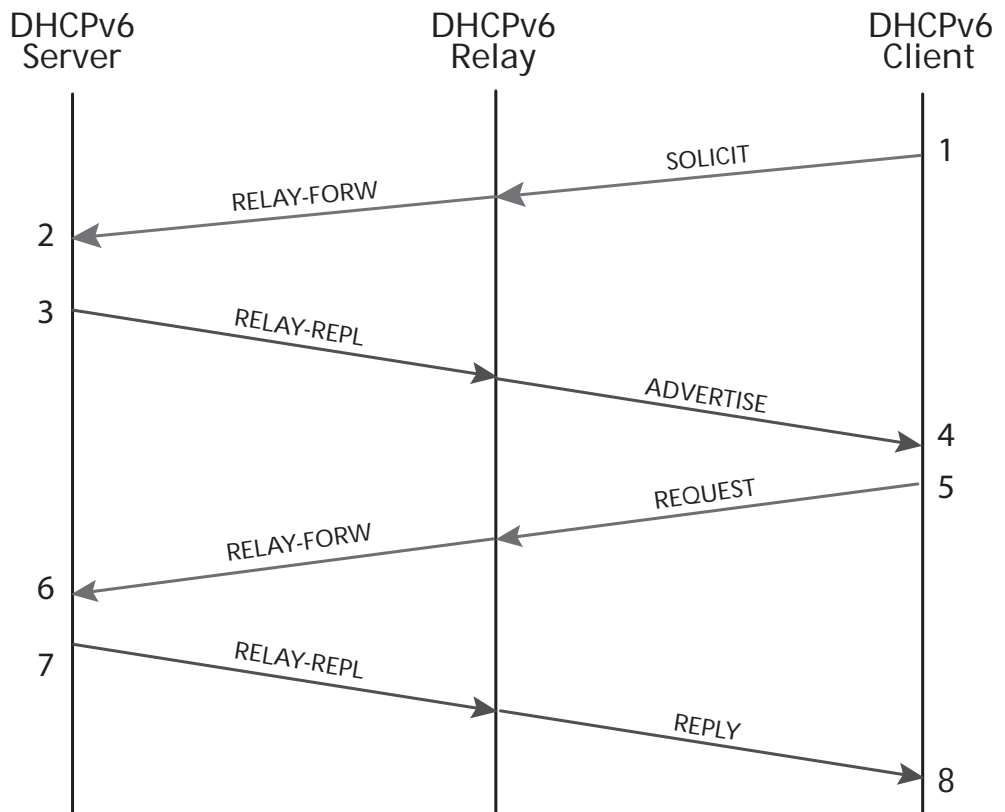 DHCPv6
Server
DHCPv6
Relay
DHCPv6
Client
1
SOLICIT
RELAY-FORW
2
3
RELAY-REPL
ADVERTISE
4
5
REQUEST
RELAY-FORW
6
7
RELAY-REPL
REPLY
8